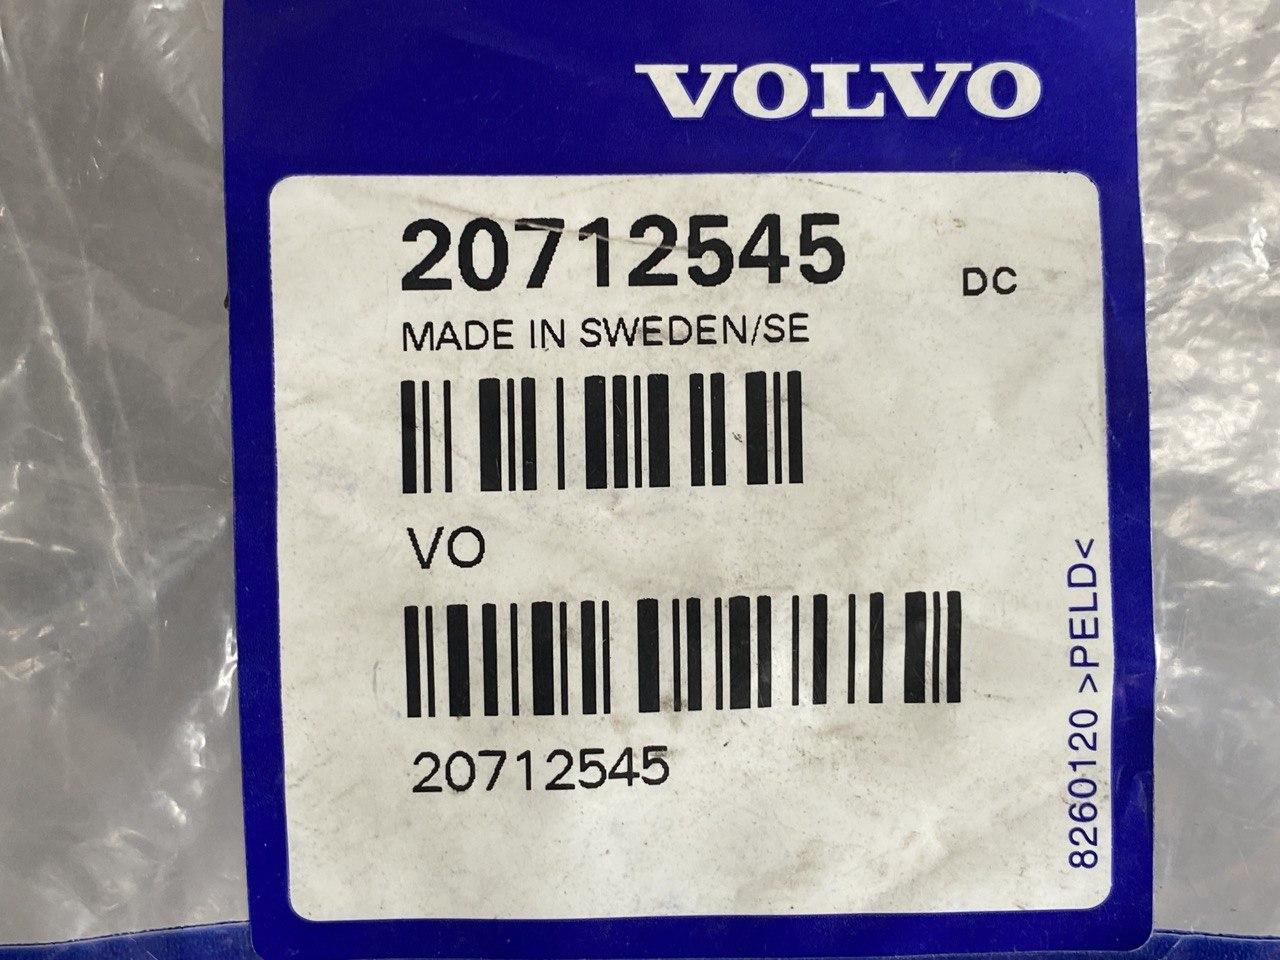 VOLVO
20712545
DC
MADE IN SWEDEN/SE
VO
20712545
8260120 >PELD<